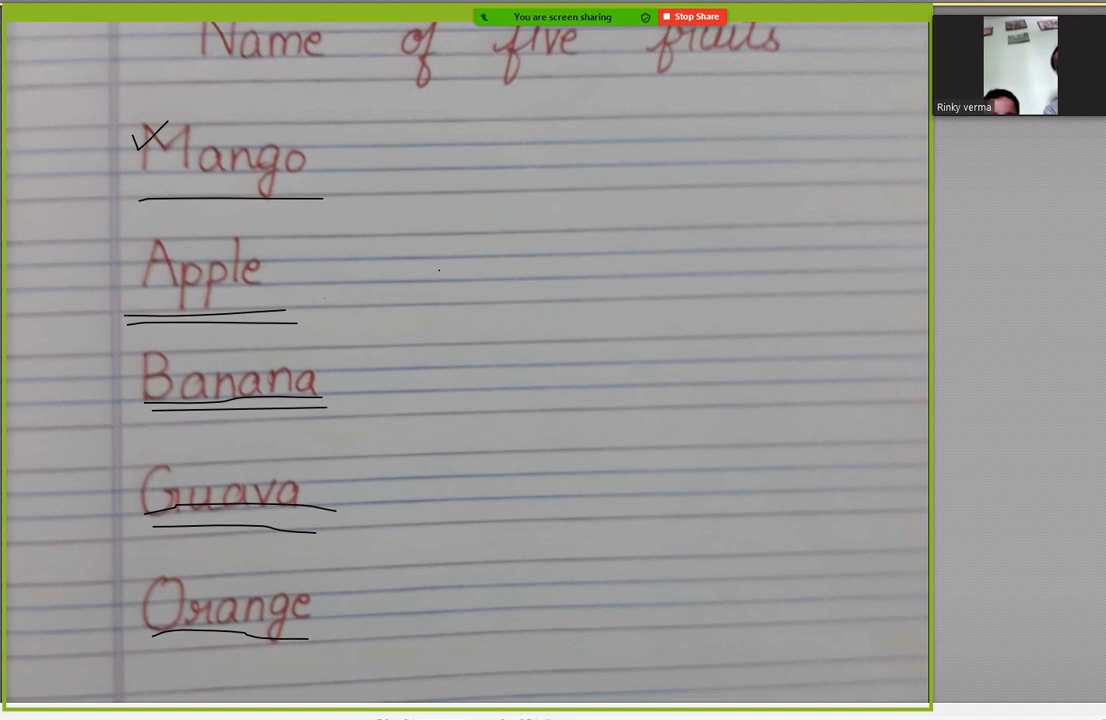 You are screen sharing
Stop Share
Name of five fruits
Rinky verma
Mango
Apple
Banana
Guava
Orange